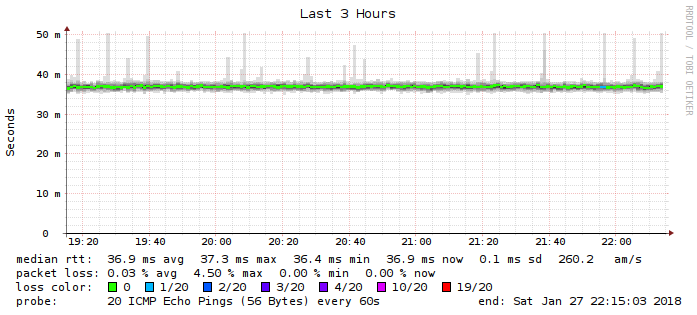 Last 3 Hours
RRDTOOL / TOBI OETIKER
Seconds
50 m
40 m
30 m
20 m
10 m
0
19:20 19:40 20:00 20:20 20:40 21:00 21:20 21:40 22:00
median rtt: 36.9 ms avg 37.3 ms max 36.4 ms min 36.9 ms now 0.1 ms sd 260.2 am/s
packet loss: 0.03 % avg 4.50 % max 0.00 % min 0.00 % now
loss color: 0 1/20 2/20 3/20 4/20 10/20 19/20
probe: 20 ICMP Echo Pings (56 Bytes) every 60s end: Sat Jan 27 22:15:03 2018